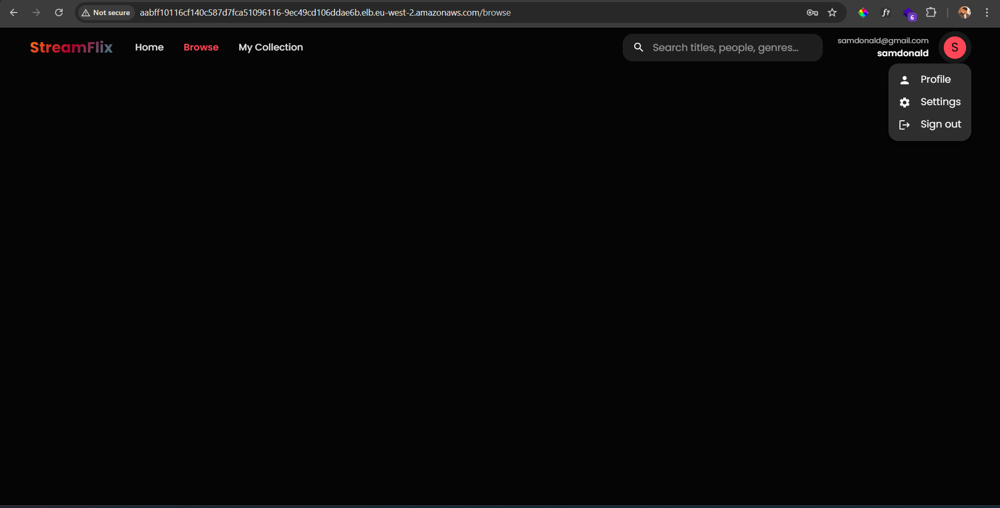 Not secure aabff10116cf140c587d7fca51096116-9ec49cd106ddae6b.elb.eu-west-2.amazonaws.com/browse
f?
6
StreamFlix Home Browse My Collection Search titles, people, genres...
samdonald@gmail.com
samdonald
S
Profile
Settings
Sign out